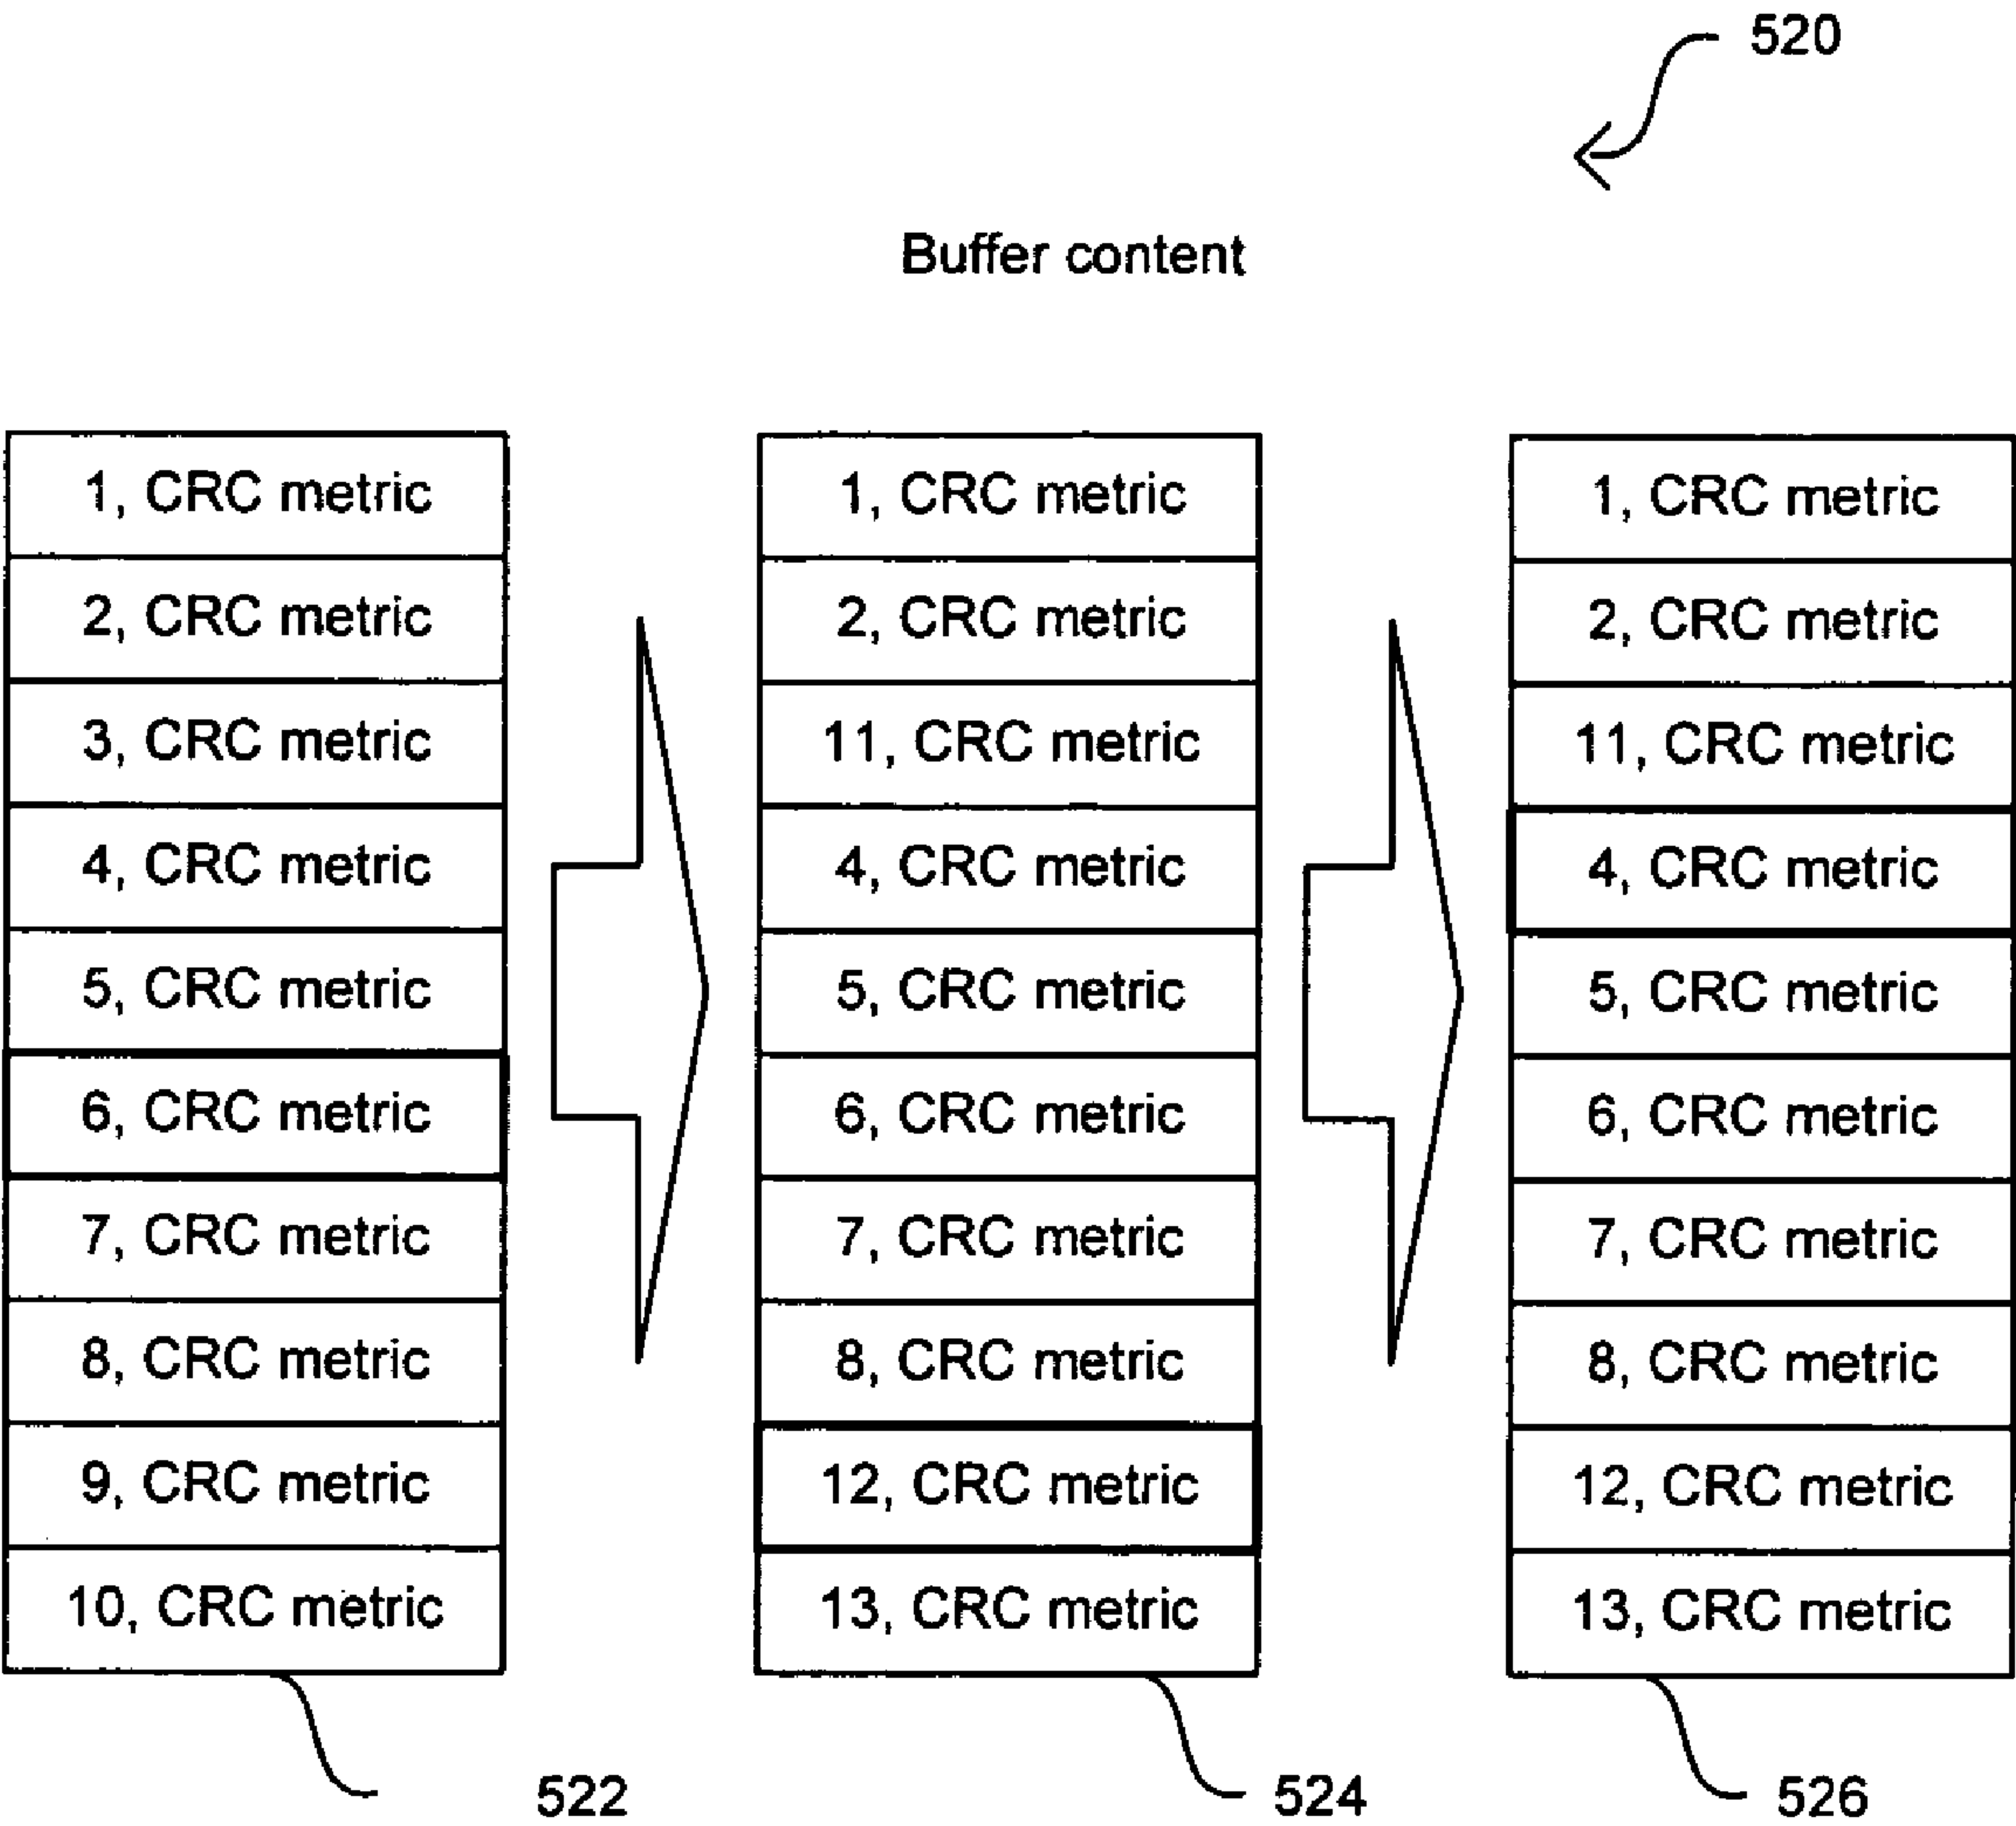 520
Buffer content
1, CRC metric
2, CRC metric
3, CRC metric
4, CRC metric
5, CRC metric
6, CRC metric
7, CRC metric
8, CRC metric
9, CRC metric
10, CRC metric
522
1, CRC metric
2, CRC metric
11, CRC metric
4, CRC metric
5, CRC metric
6, CRC metric
7, CRC metric
8, CRC metric
12, CRC metric
13, CRC metric
524
1, CRC metric
2, CRC metric
11, CRC metric
4, CRC metric
5, CRC metric
6, CRC metric
7, CRC metric
8, CRC metric
12, CRC metric
13, CRC metric
526